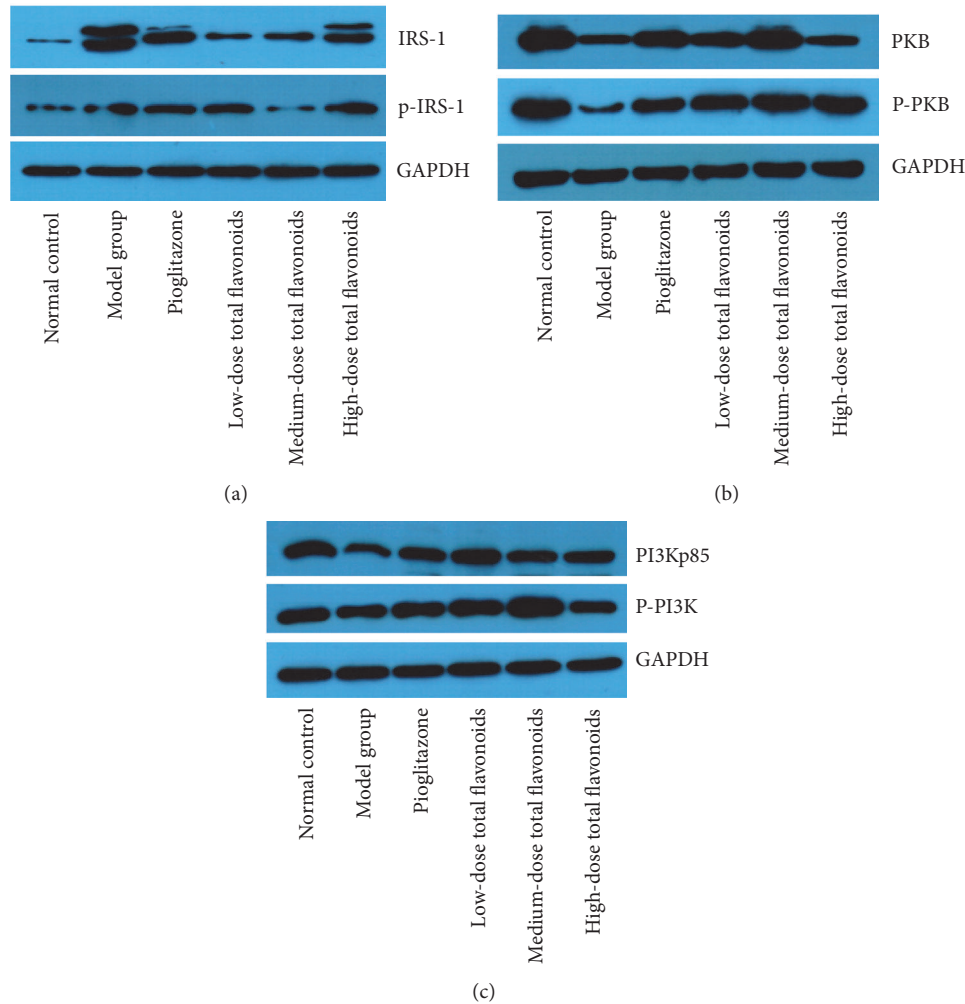 IRS-1
p-IRS-1
GAPDH
Normal control
Model group
Pioglitazone
Low-dose total flavonoids
Medium-dose total flavonoids
High-dose total flavonoids
(a)
PKB
P-PKB
GAPDH
Normal control
Model group
Pioglitazone
Low-dose total flavonoids
Medium-dose total flavonoids
High-dose total flavonoids
(b)
PI3Kp85
P-PI3K
GAPDH
Normal control
Model group
Pioglitazone
Low-dose total flavonoids
Medium-dose total flavonoids
High-dose total flavonoids
(c)